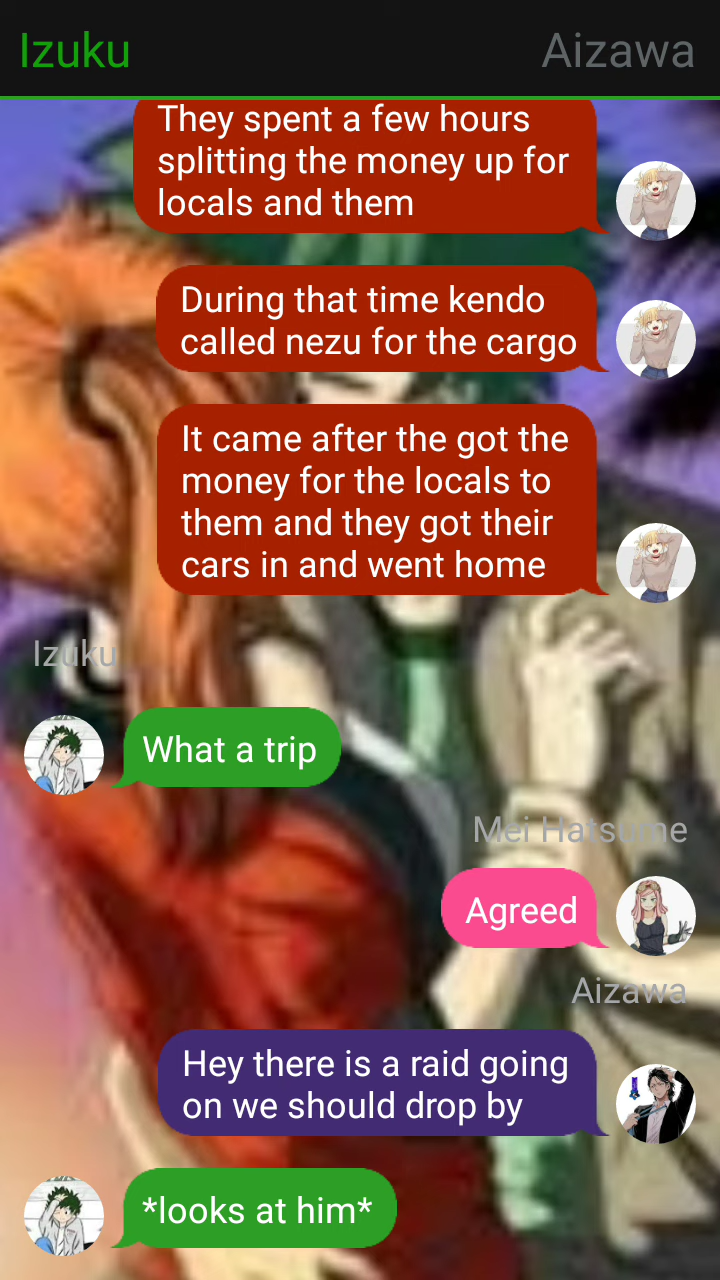 Izuku
Aizawa
They spent a few hours
splitting the money up for
locals and them
During that time kendo
called nezu for the cargo
It came after the got the
money for the locals to
them and they got their
cars in and went home
Izuku
What a trip
Mei Hatsume
Agreed
Aizawa
Hey there is a raid going
on we should drop by
*looks at him*